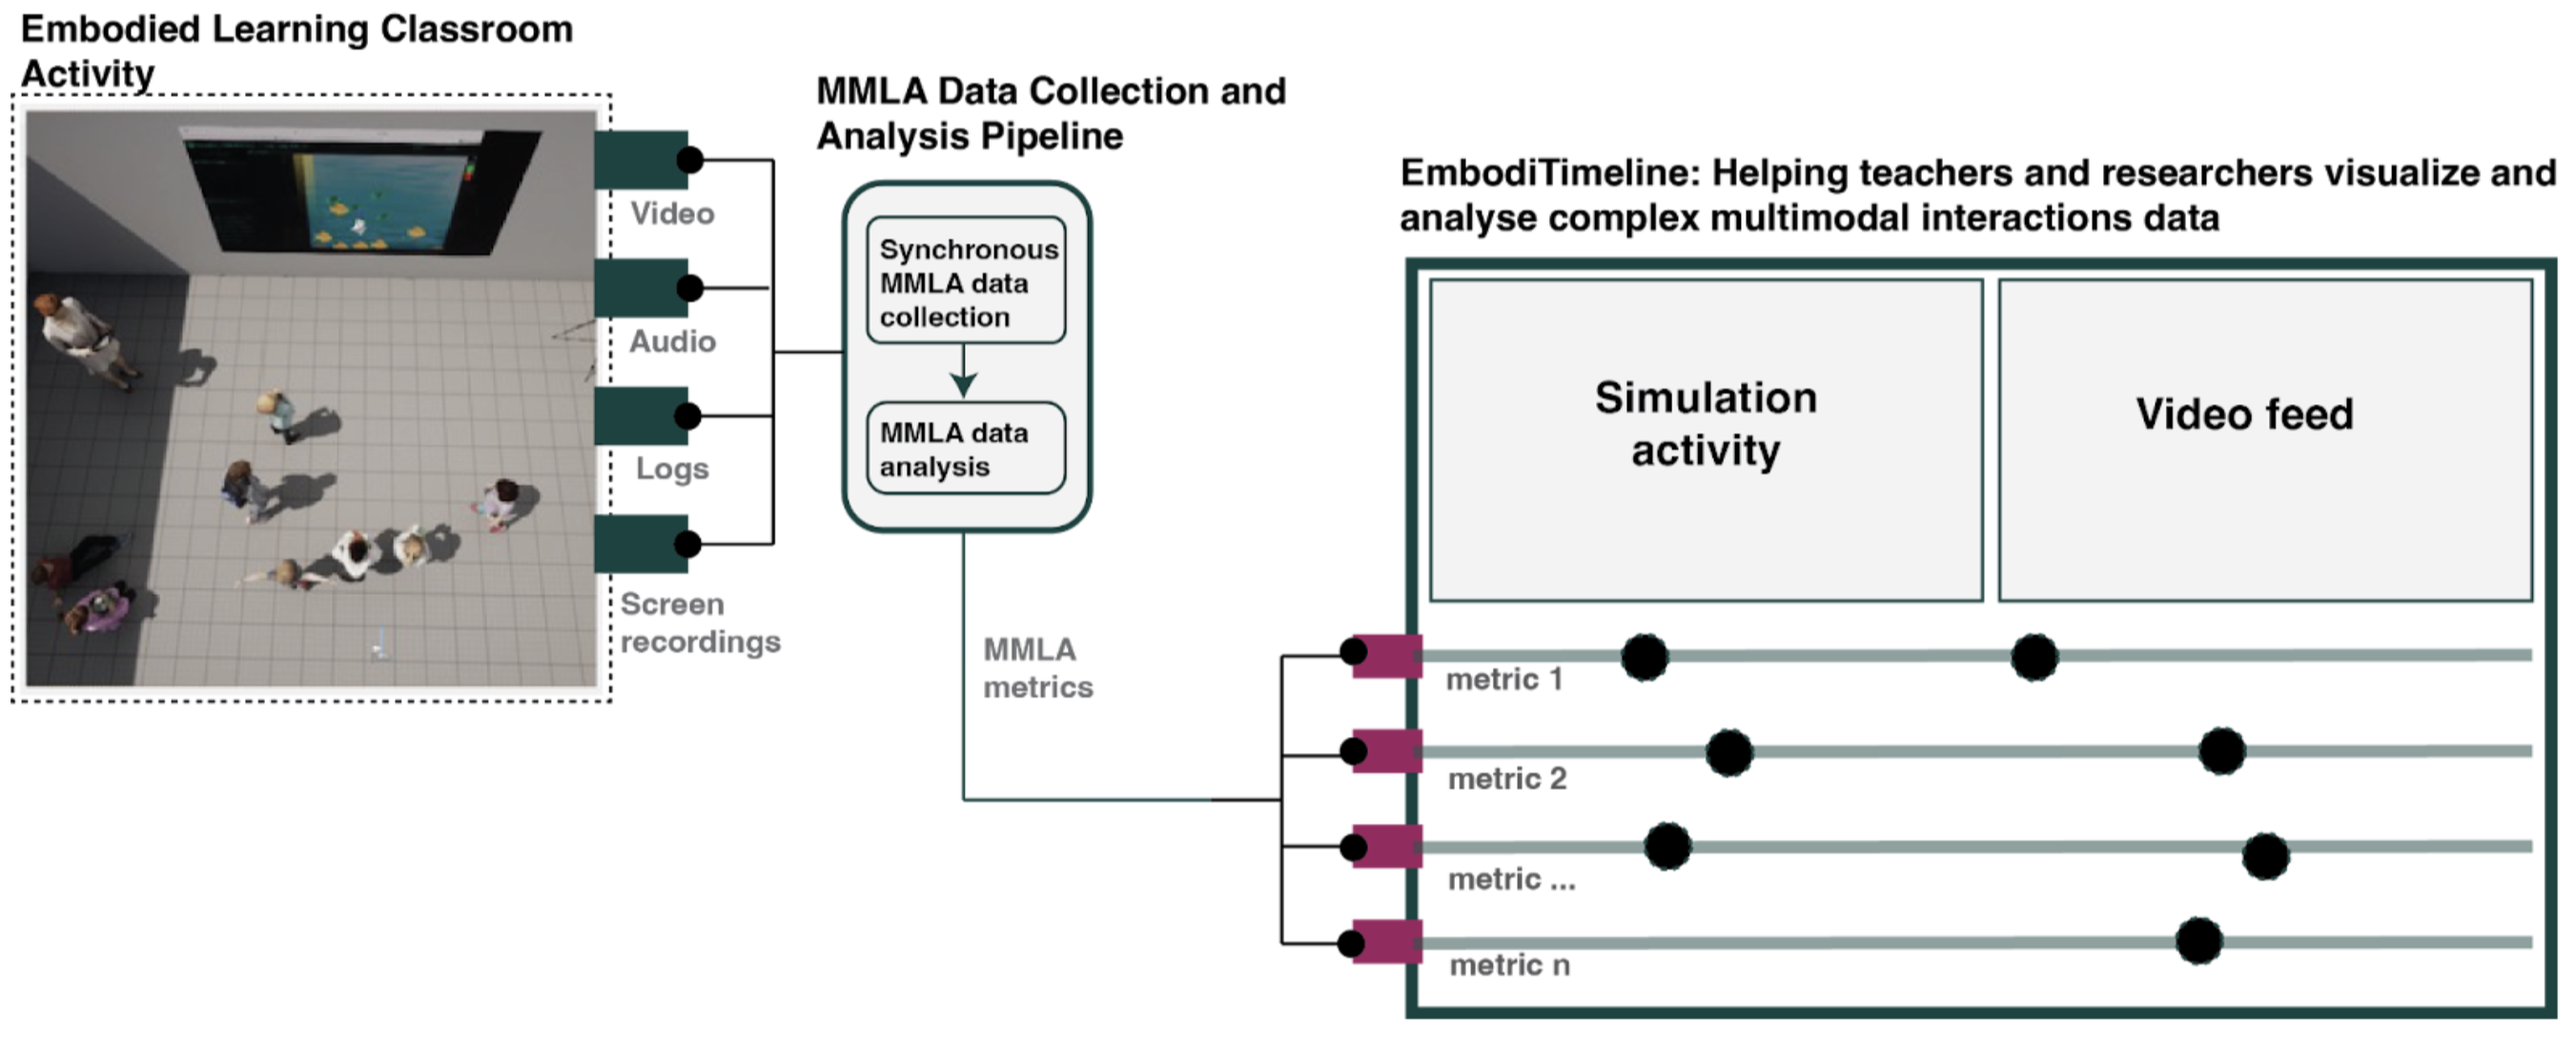 Embodied Learning Classroom
Activity
Video
Audio
Logs
Screen
recordings
MMLA Data Collection and
Analysis Pipeline
Synchronous
MMLA data
collection
MMLA data
analysis
MMLA
metrics
EmbodiTimeline: Helping teachers and researchers visualize and
analyse complex multimodal interactions data
Simulation
activity
Video feed
metric 1
metric 2
metric ...
metric n